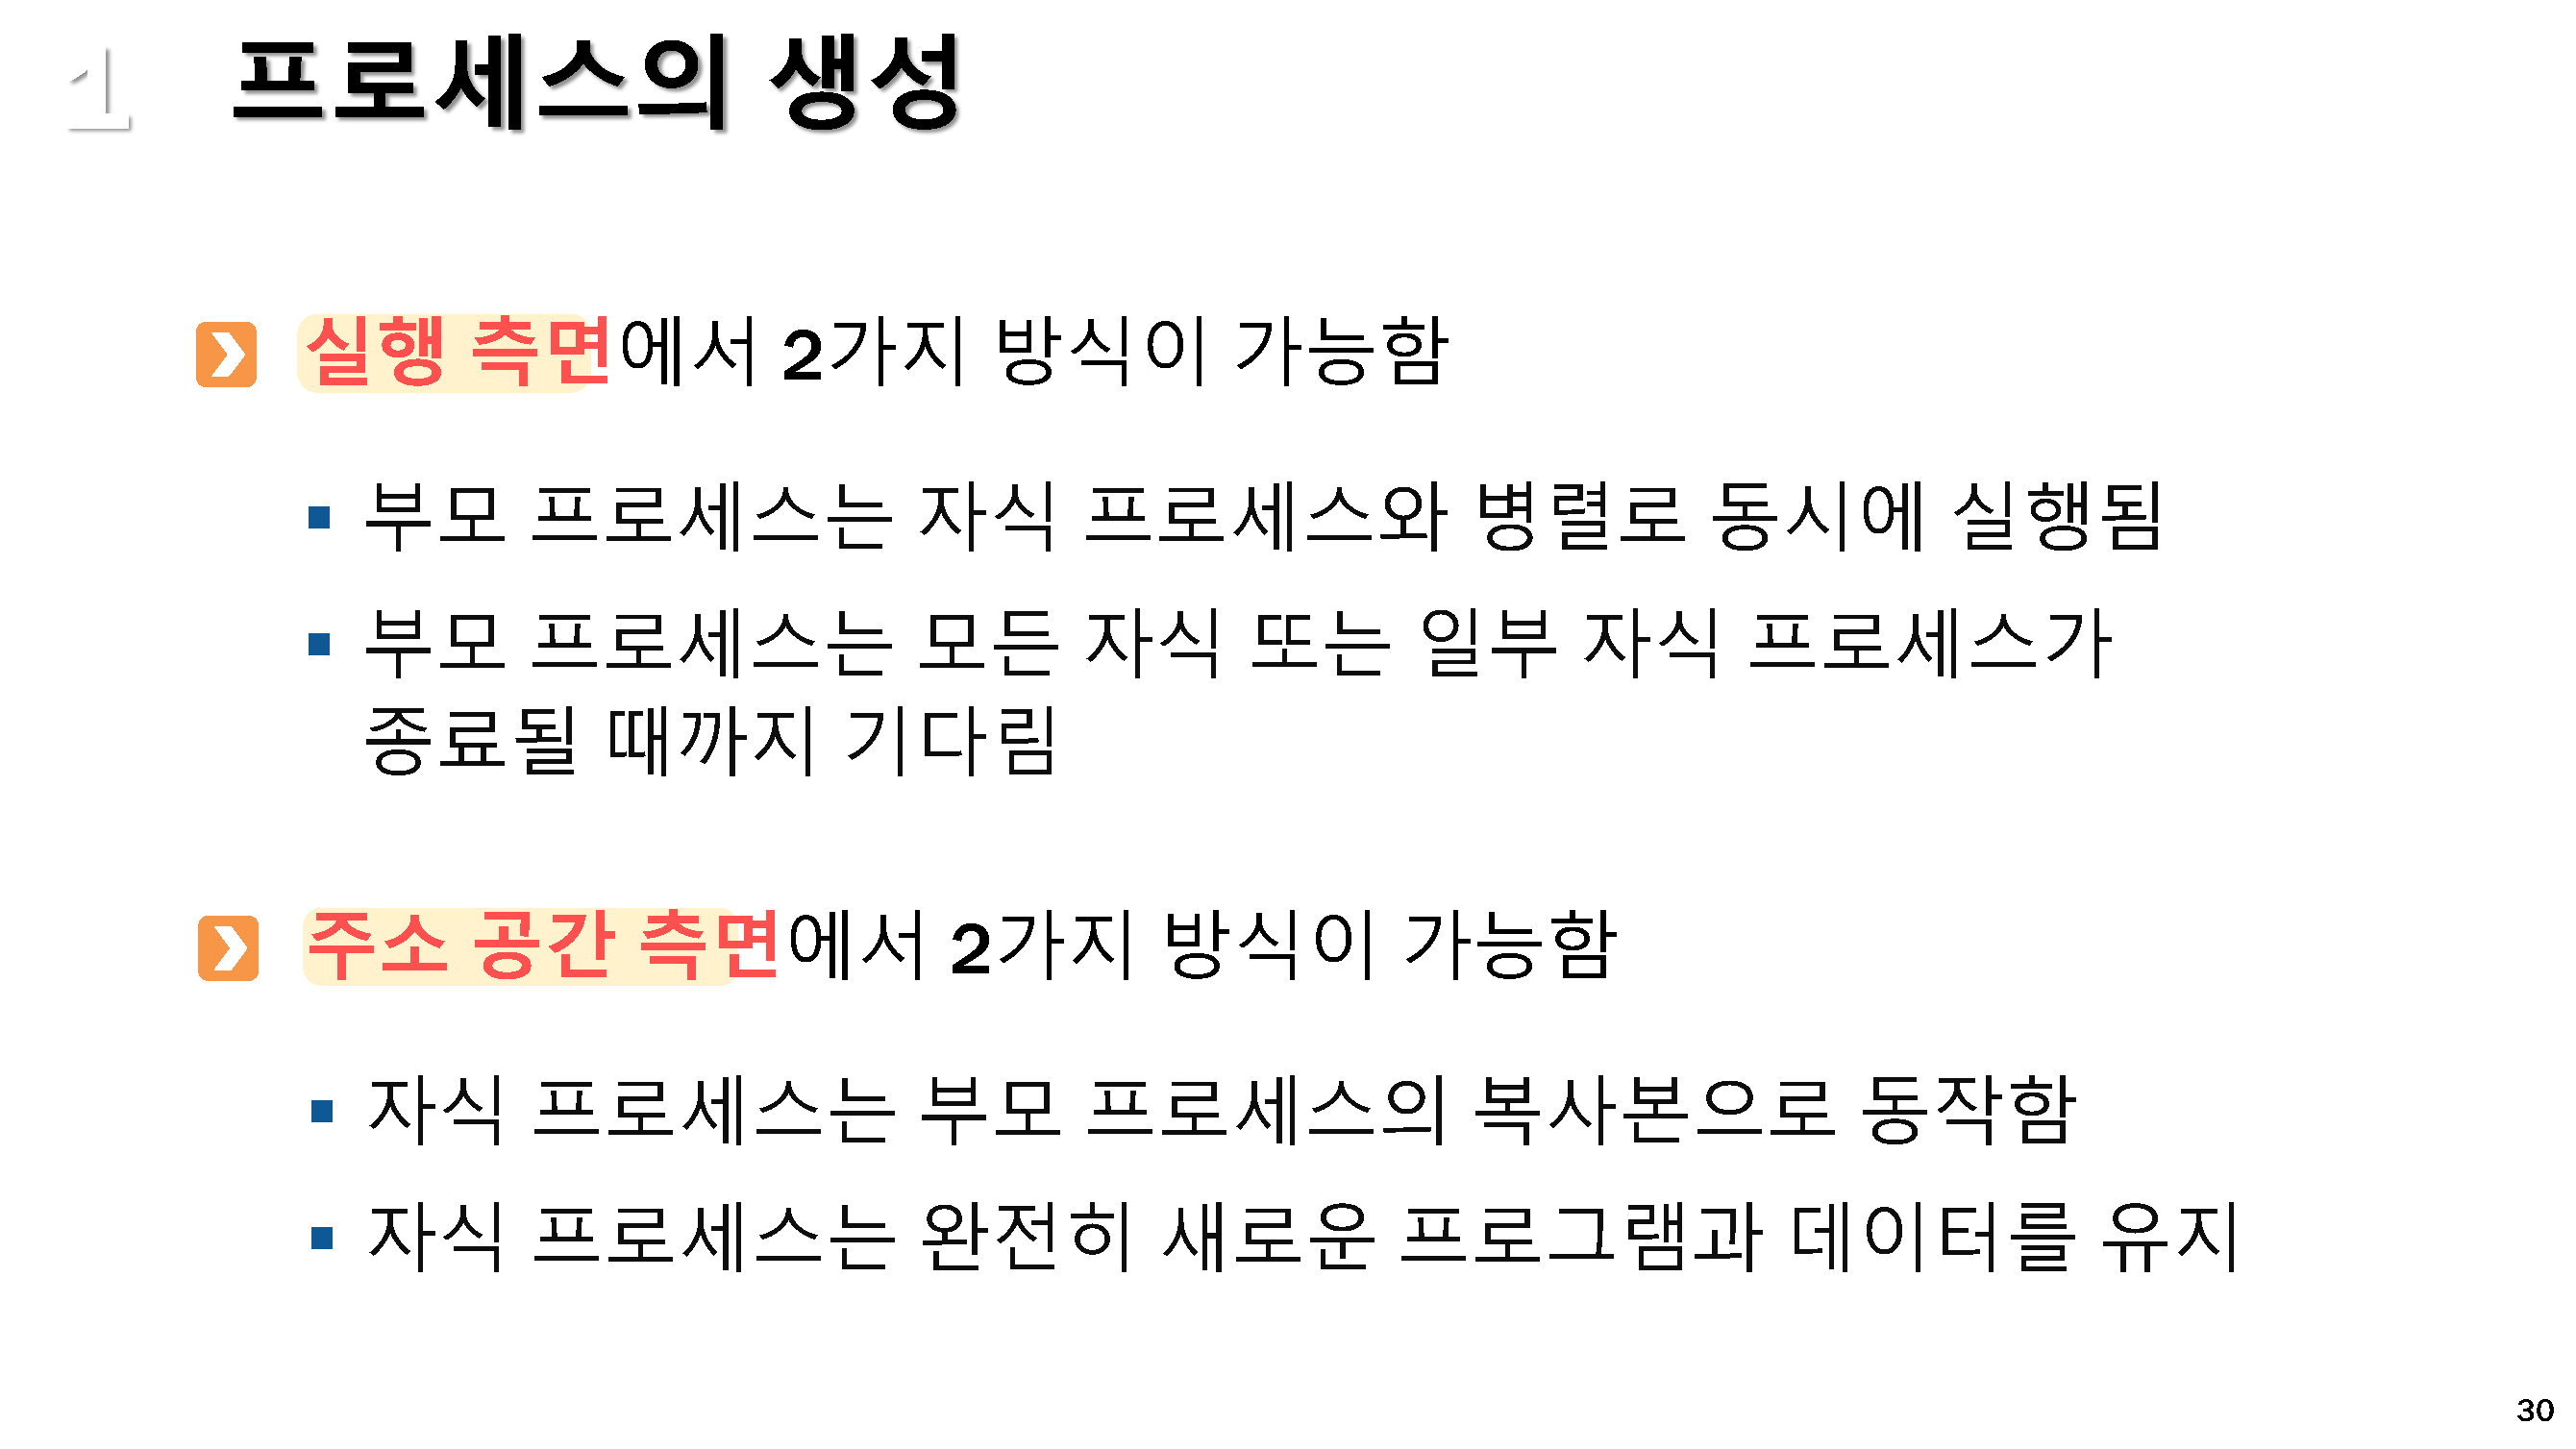 1 프로세스의 생성
실행 측면에서 2가지 방식이 가능함
▪ 부모 프로세스는 자식 프로세스와 병렬로 동시에 실행됨
▪ 부모 프로세스는 모든 자식 또는 일부 자식 프로세스가
종료될 때까지 기다림
주소 공간 측면에서 2가지 방식이 가능함
▪ 자식 프로세스는 부모 프로세스의 복사본으로 동작함
▪ 자식 프로세스는 완전히 새로운 프로그램과 데이터를 유지
30